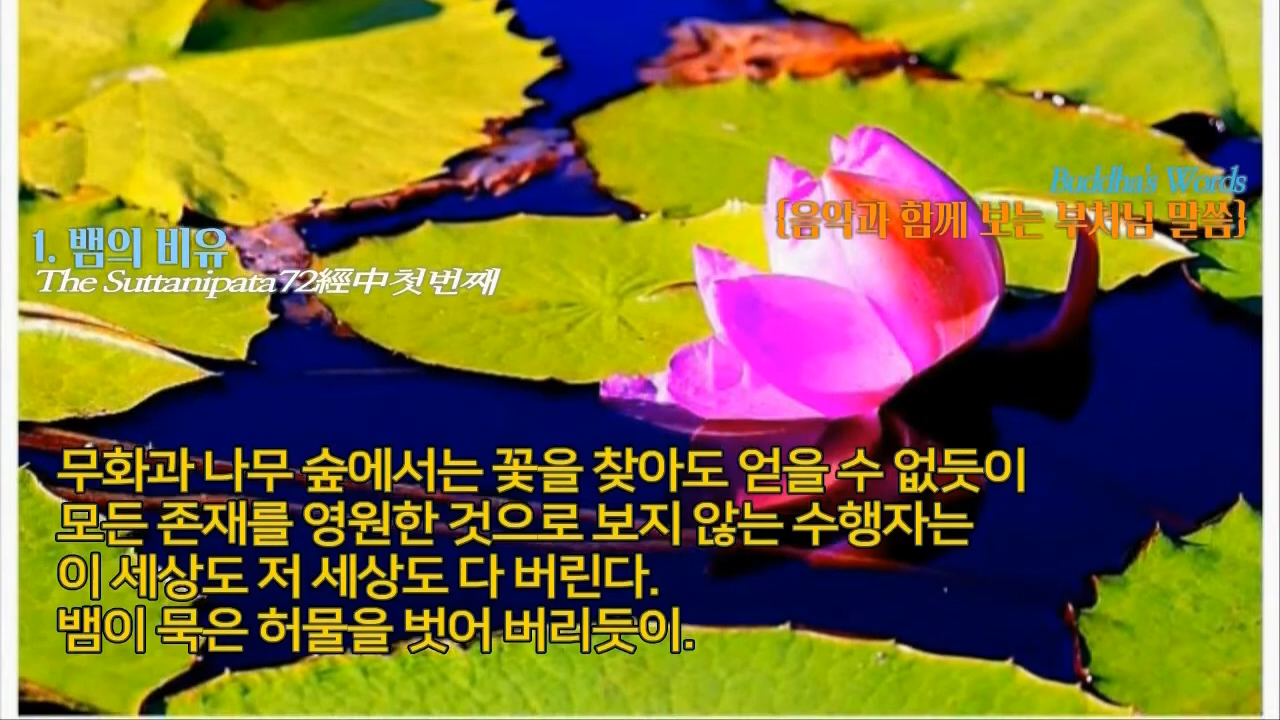 Buddha's Words
{음악과 함께 보는 부처님 말씀}
1. 뱀의 비유
The Suttanipata72經中첫번째
무화과 나무 숲에서는 꽃을 찾아도 얻을 수 없듯이
모든 존재를 영원한 것으로 보지 않는 수행자는
이 세상도 저 세상도 다 버린다.
뱀이 묵은 허물을 벗어 버리듯이.